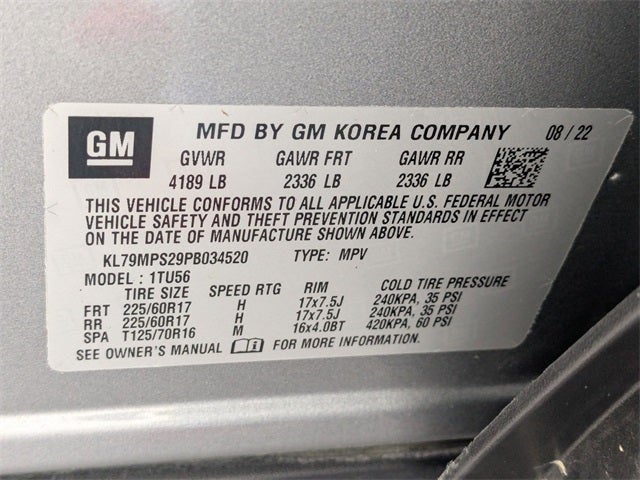 GM MFD BY GM KOREA COMPANY 08 / 22
GVWR GAWR FRT GAWR RR
4189 LB 2336 LB 2336 LB
THIS VEHICLE CONFORMS TO ALL APPLICABLE U.S. FEDERAL MOTOR
VEHICLE SAFETY AND THEFT PREVENTION STANDARDS IN EFFECT
ON THE DATE OF MANUFACTURE SHOWN ABOVE.
KL79MPS29PB034520 TYPE: MPV
MODEL : 1TU56
TIRE SIZE SPEED RTG RIM COLD TIRE PRESSURE
FRT 225/60R17 H 17x7.5J 240KPA, 35 PSI
RR 225/60R17 H 17x7.5J 240KPA, 35 PSI
SPA T125/70R16 M 16x4.0BT 420KPA, 60 PSI
SEE OWNER'S MANUAL FOR MORE INFORMATION.